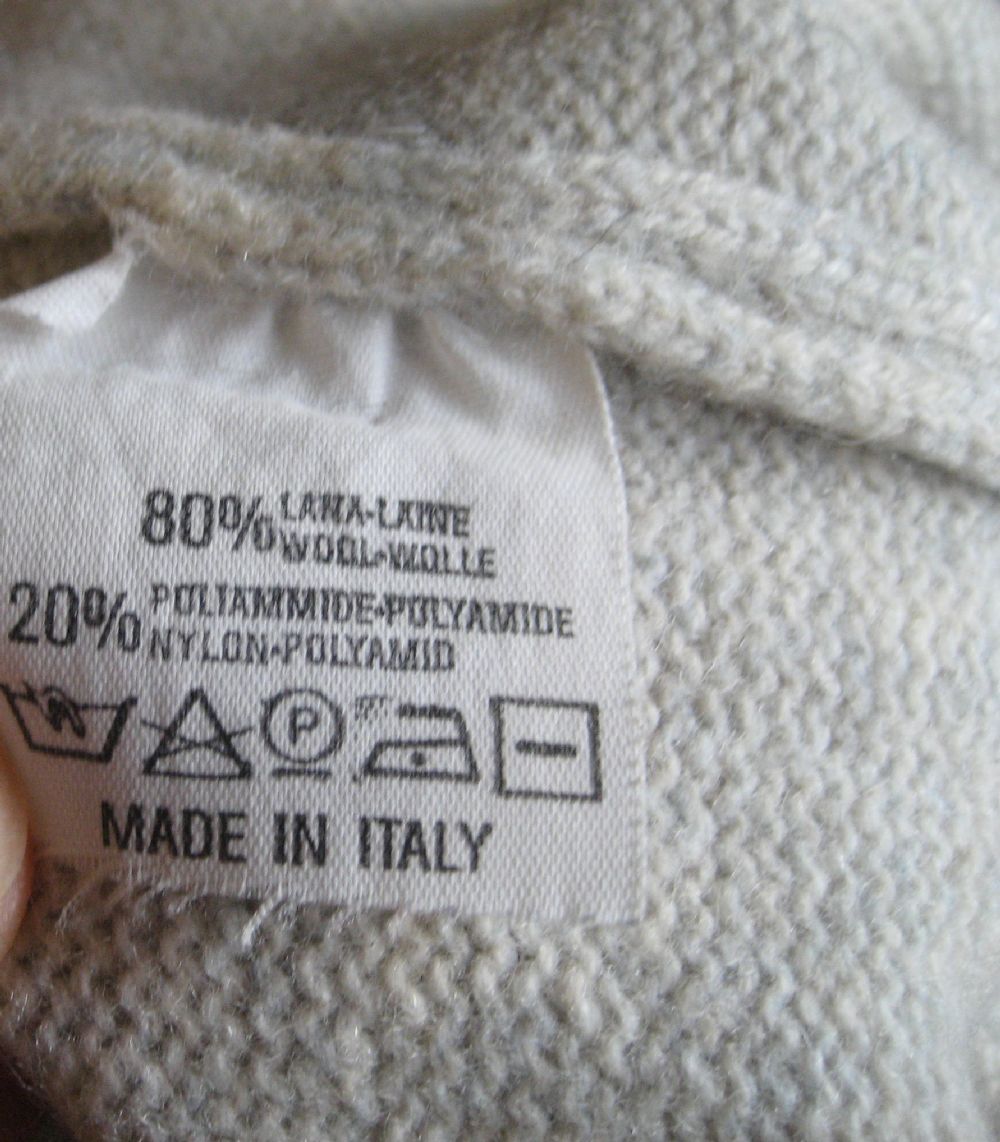 80% LANA-LAINE
WOOL-WOLLE
20% POLIAMMIDE-POLYAMIDE
NYLON-POLYAMID
P
MADE IN ITALY